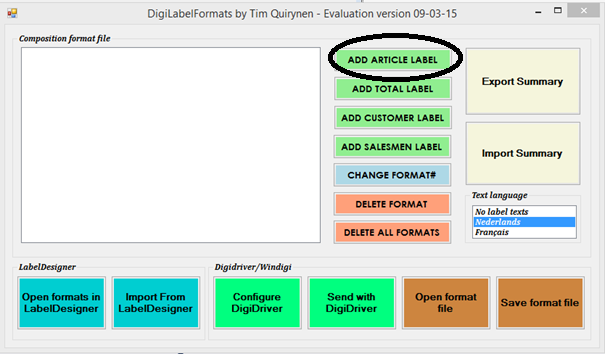 DigiLabelFormats by Tim Quirynen - Evaluation version 09-03-15
Composition format file
ADD ARTICLE LABEL
ADD TOTAL LABEL
ADD CUSTOMER LABEL
ADD SALESMEN LABEL
CHANGE FORMAT#
DELETE FORMAT
DELETE ALL FORMATS
Export Summary
Import Summary
Text language
No label texts
Nederlands
Français
LabelDesigner
Open formats in
LabelDesigner
Import From
LabelDesigner
Digidriver/Windigi
Configure
DigiDriver
Send with
DigiDriver
Open format
file
Save format file